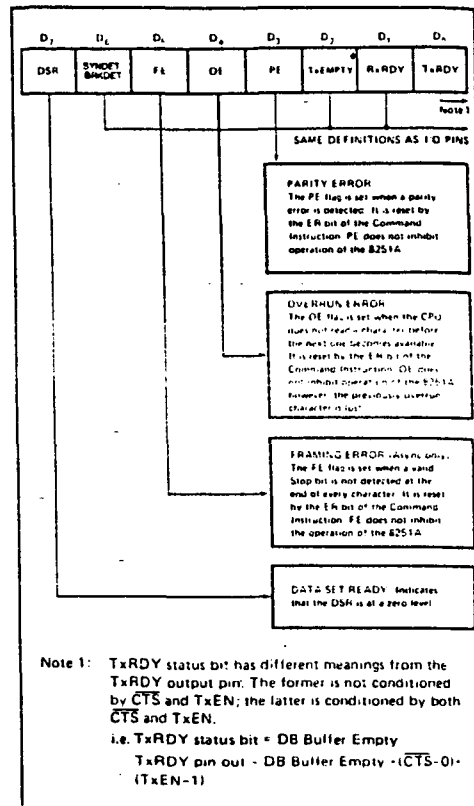 D7 D6 D5 D4 D3 D2 D1 D0
DSR SYNDET BRKDET FE OE PE TxEMPTY RxRDY TxRDY
Note 1
SAME DEFINITIONS AS I/O PINS
PARITY ERROR
The PE flag is set when a parity
error is detected. It is reset by
the ER bit of the Command
Instruction. PE does not inhibit
operation of the 8251A.
OVERRUN ERROR
The OE flag is set when the CPU
does not read a character before
the next one becomes available.
It is reset by the ER bit of the
Command Instruction. OE does
not inhibit operation of the 8251A
however, the previously overrun
character is lost.
FRAMING ERROR (Async only)
The FE flag is set when a valid
Stop bit is not detected at the
end of every character. It is reset
by the ER bit of the Command
Instruction. FE does not inhibit
the operation of the 8251A.
DATA SET READY: Indicates
that the DSR is at a zero level.
Note 1: TxRDY status bit has different meanings from the
TxRDY output pin. The former is not conditioned
by CTS and TxEN; the latter is conditioned by both
CTS and TxEN.
i.e. TxRDY status bit = DB Buffer Empty
TxRDY pin out = DB Buffer Empty •(CTS=0)•
(TxEN=1)